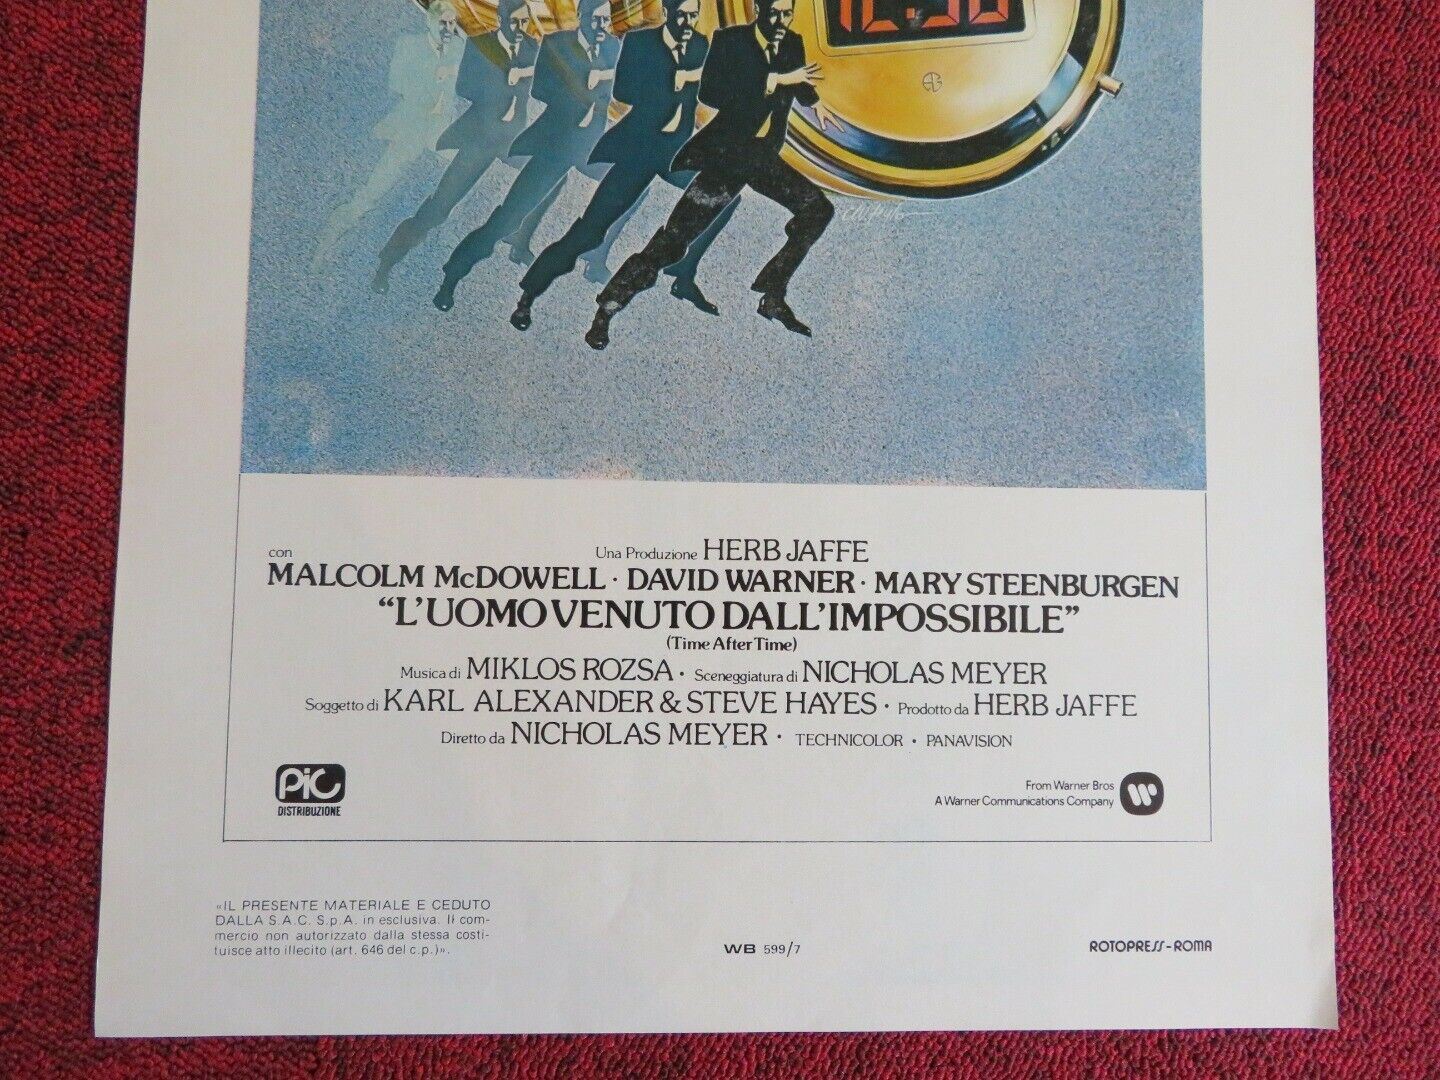 con
Una Produzione HERB JAFFE
MALCOLM McDOWELL · DAVID WARNER · MARY STEENBURGEN
“L'UOMO VENUTO DALL'IMPOSSIBILE”
(Time After Time)
Musica di MIKLOS ROZSA · Sceneggiatura di NICHOLAS MEYER
Soggetto di KARL ALEXANDER & STEVE HAYES · Prodotto da HERB JAFFE
Diretto da NICHOLAS MEYER · TECHNICOLOR · PANAVISION
PIC
DISTRIBUZIONE
From Warner Bros
A Warner Communications Company
«IL PRESENTE MATERIALE E CEDUTO
DALLA S.A.C. S.p.A. in esclusiva. Il com-
mercio non autorizzato dalla stessa costi-
tuisce atto illecito (art. 646 del c.p.)».
WB 599/7
ROTOPRESS - ROMA